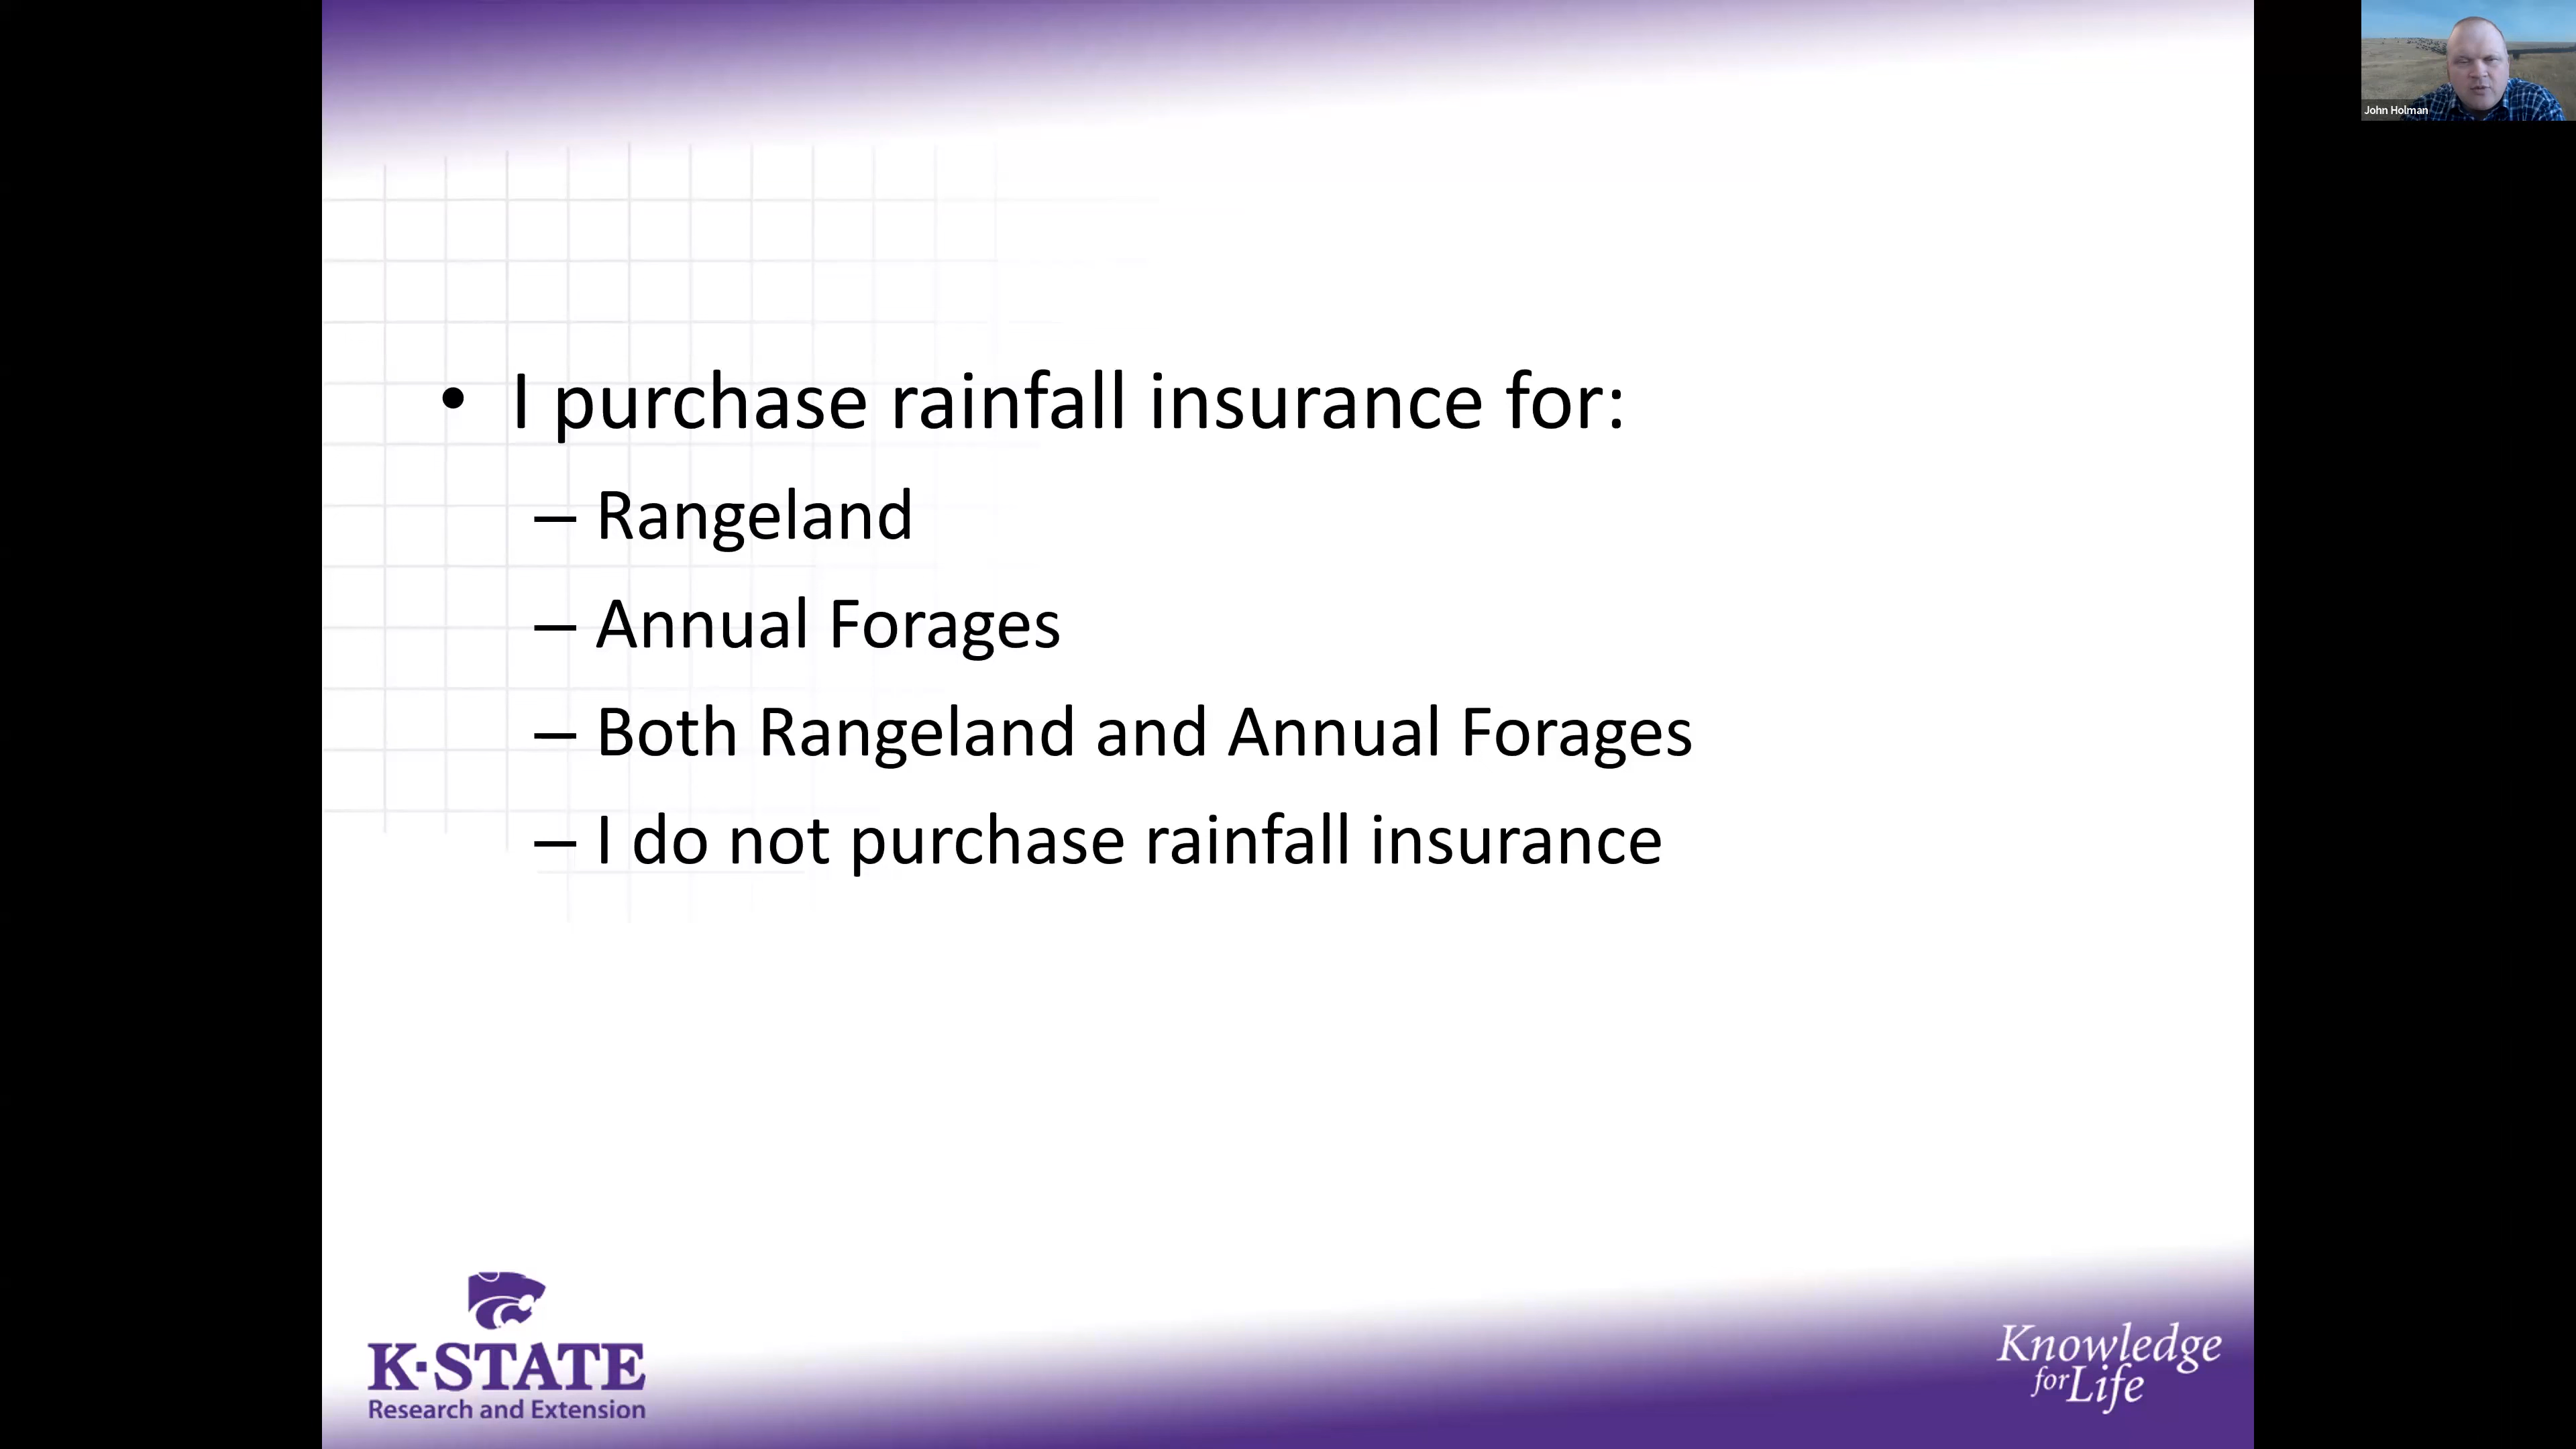 John Holman
• I purchase rainfall insurance for:
– Rangeland
– Annual Forages
– Both Rangeland and Annual Forages
– I do not purchase rainfall insurance
K-STATE
Research and Extension
Knowledge
for Life